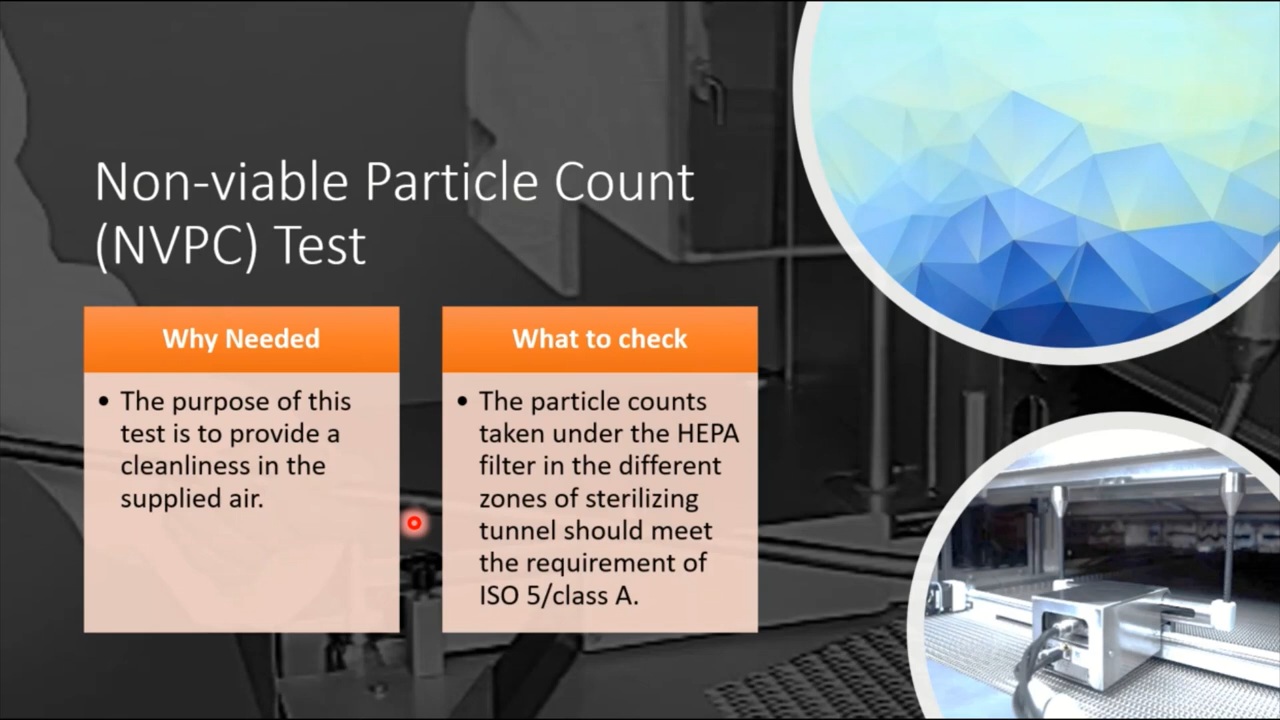 Non-viable Particle Count
(NVPC) Test
Why Needed
• The purpose of this
test is to provide a
cleanliness in the
supplied air.
What to check
• The particle counts
taken under the HEPA
filter in the different
zones of sterilizing
tunnel should meet
the requirement of
ISO 5/class A.